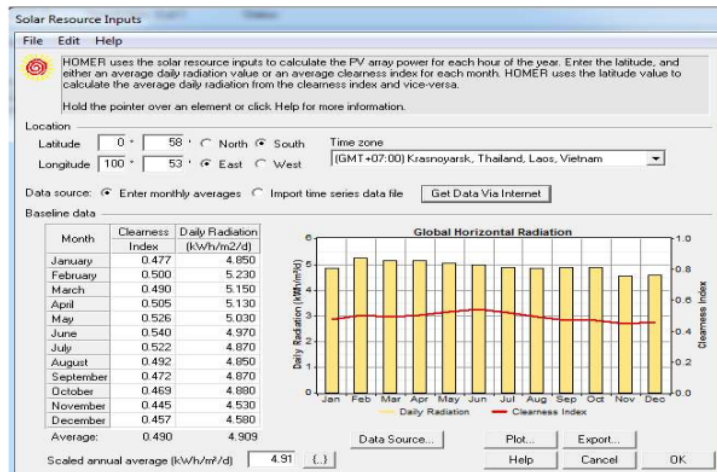 Solar Resource Inputs
File Edit Help
HOMER uses the solar resource inputs to calculate the PV array power for each hour of the year. Enter the latitude, and
either an average daily radiation value or an average clearness index for each month. HOMER uses the latitude value to
calculate the average daily radiation from the clearness index and vice-versa.
Hold the pointer over an element or click Help for more information.
Location
Latitude 0 ° 58 ' North South Time zone
Longitude 100 ° 53 ' East West (GMT+07:00) Krasnoyarsk, Thailand, Laos, Vietnam
Data source: Enter monthly averages Import time series data file Get Data Via Internet
Baseline data
Month Clearness Index Daily Radiation (kWh/m2/d)
January 0.477 4.850
February 0.500 5.230
March 0.490 5.150
April 0.505 5.130
May 0.526 5.030
June 0.540 4.970
July 0.522 4.870
August 0.492 4.850
September 0.472 4.870
October 0.469 4.880
November 0.445 4.530
December 0.457 4.580
Average: 0.490 4.909
Scaled annual average (kWh/m²/d) 4.91 {..}
Global Horizontal Radiation
Daily Radiation (kWh/m²/d)
6
5
4
3
2
1
0
Clearness Index
1.0
0.8
0.6
0.4
0.2
0.0
Jan Feb Mar Apr May Jun Jul Aug Sep Oct Nov Dec
Daily Radiation Clearness Index
Data Source... Plot... Export...
Help Cancel OK